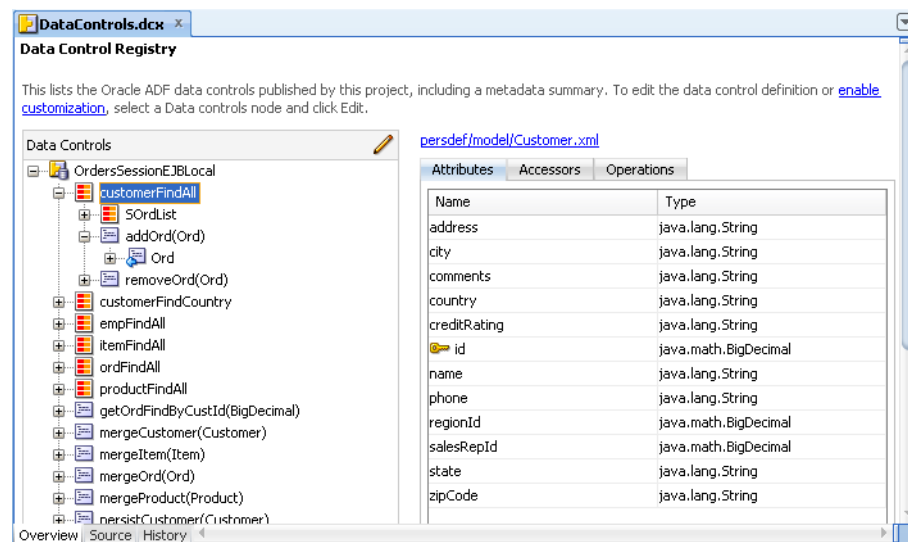 DataControls.dcx
Data Control Registry
This lists the Oracle ADF data controls published by this project, including a metadata summary. To edit the data control definition or enable
customization, select a Data controls node and click Edit.
Data Controls
OrdersSessionEJBLocal
customerFindAll
SOrdList
addOrd(Ord)
Ord
removeOrd(Ord)
customerFindCountry
empFindAll
itemFindAll
ordFindAll
productFindAll
getOrdFindByCustId(BigDecimal)
mergeCustomer(Customer)
mergeItem(Item)
mergeOrd(Ord)
mergeProduct(Product)
persistCustomer(Customer)
persdef/model/Customer.xml
Attributes Accessors Operations
Name Type
address java.lang.String
city java.lang.String
comments java.lang.String
country java.lang.String
creditRating java.lang.String
id java.math.BigDecimal
name java.lang.String
phone java.lang.String
regionId java.math.BigDecimal
salesRepId java.math.BigDecimal
state java.lang.String
zipCode java.lang.String
Overview Source History